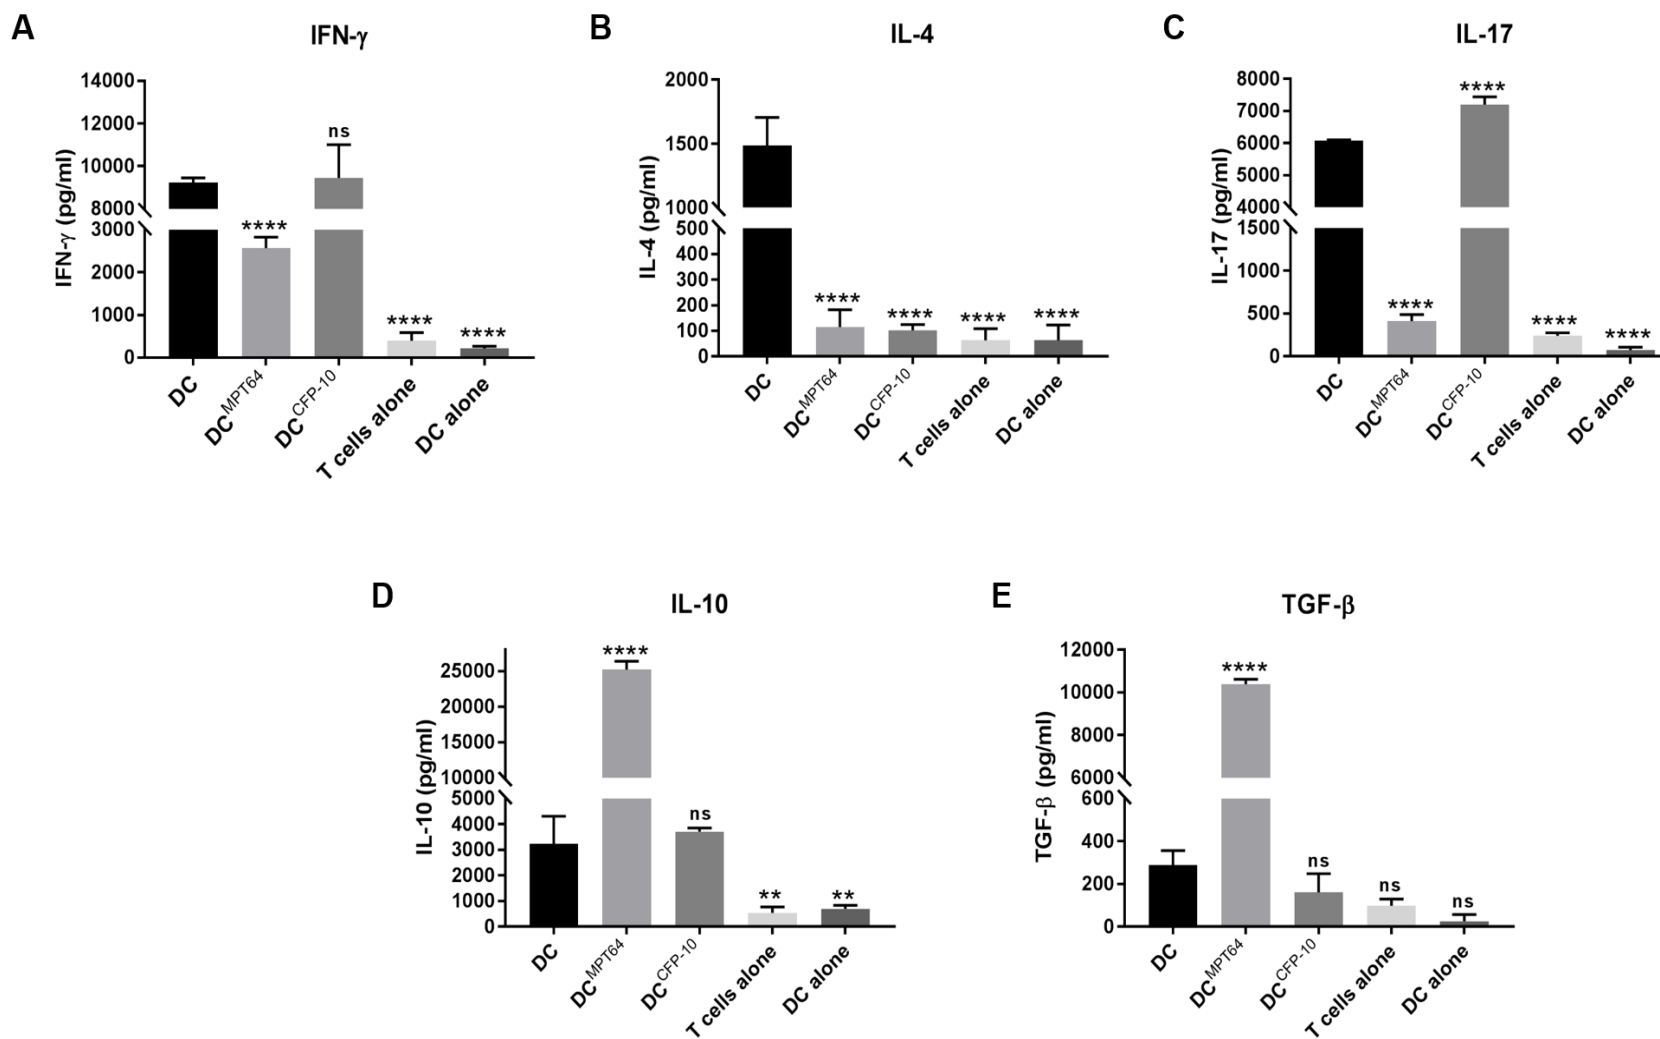 A
IFN-γ
IFN-γ (pg/ml)
14000
12000
10000
8000
3000
2000
1000
0
****
ns
****
****
DC
DC^MPT64
DC^CFP-10
T cells alone
DC alone
B
IL-4
IL-4 (pg/ml)
2000
1500
1000
500
400
300
200
100
0
****
****
****
****
DC
DC^MPT64
DC^CFP-10
T cells alone
DC alone
C
IL-17
IL-17 (pg/ml)
8000
7000
6000
5000
4000
1500
1000
500
0
****
****
****
****
DC
DC^MPT64
DC^CFP-10
T cells alone
DC alone
D
IL-10
IL-10 (pg/ml)
25000
20000
15000
10000
5000
4000
3000
2000
1000
0
****
ns
**
**
DC
DC^MPT64
DC^CFP-10
T cells alone
DC alone
E
TGF-β
TGF-β (pg/ml)
12000
10000
8000
6000
600
400
200
0
****
ns
ns
ns
DC
DC^MPT64
DC^CFP-10
T cells alone
DC alone